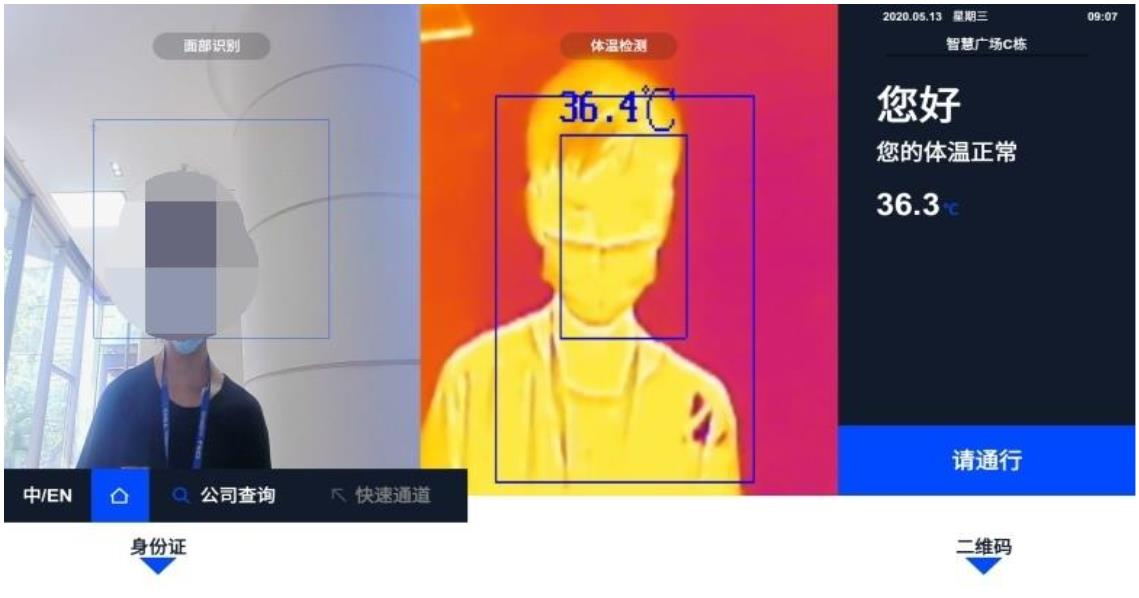 面部识别
体温检测
36.4℃
2020.05.13 星期三 09:07
智慧广场C栋
您好
您的体温正常
36.3℃
请通行
中/EN
公司查询
快速通道
身份证
二维码